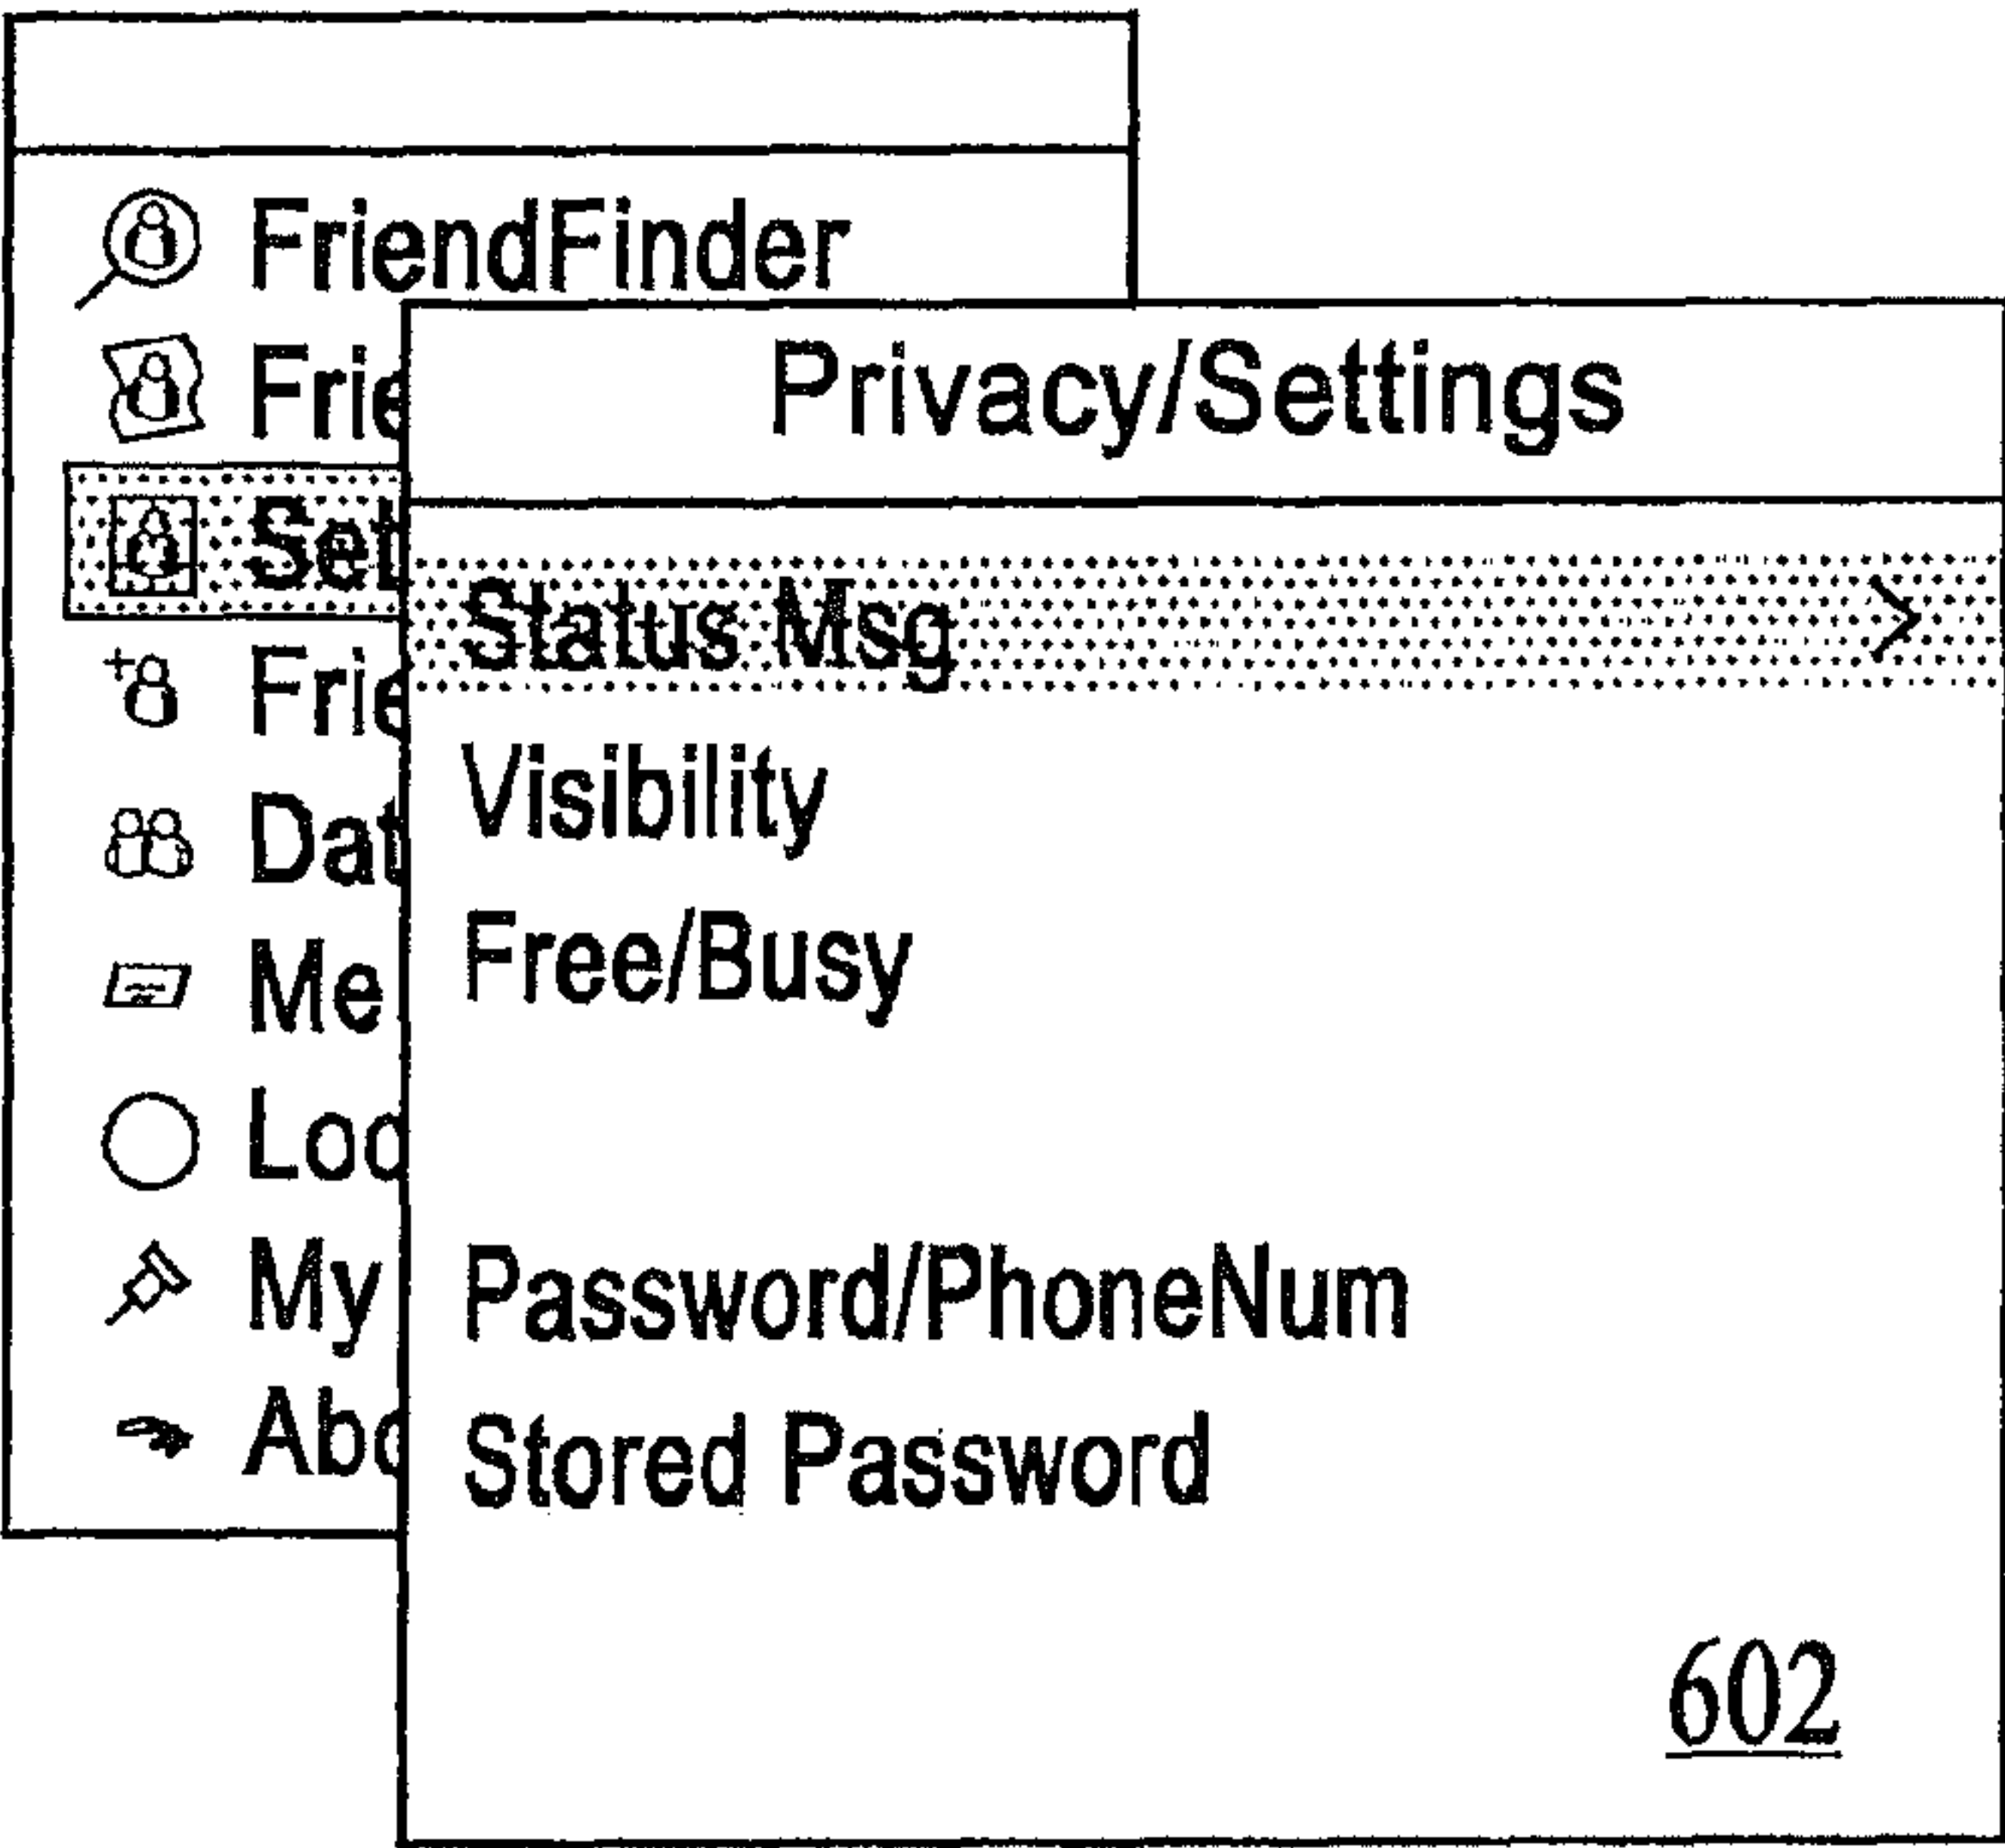 FriendFinder
Frie
Privacy/Settings
Set
Status Msg
Frie
Visibility
Dat
Free/Busy
Me
Loc
My
Password/PhoneNum
Abo
Stored Password
602